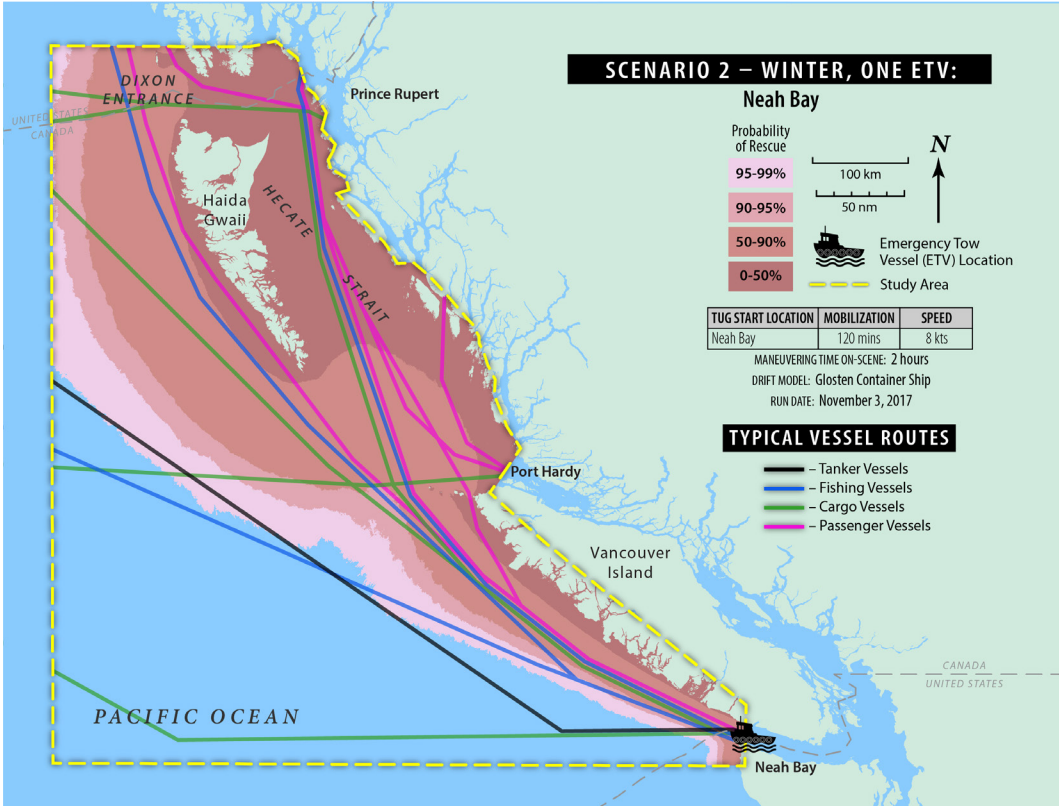 SCENARIO 2 – WINTER, ONE ETV:
Neah Bay
Probability
of Rescue
95-99%
90-95%
50-90%
0-50%
100 km
50 nm
N
Emergency Tow
Vessel (ETV) Location
Study Area
TUG START LOCATION MOBILIZATION SPEED
Neah Bay 120 mins 8 kts
MANEUVERING TIME ON-SCENE: 2 hours
DRIFT MODEL: Glosten Container Ship
RUN DATE: November 3, 2017
TYPICAL VESSEL ROUTES
– Tanker Vessels
– Fishing Vessels
– Cargo Vessels
– Passenger Vessels
DIXON
ENTRANCE
UNITED STATES
CANADA
Prince Rupert
Haida
Gwaii
HECATE
STRAIT
Port Hardy
Vancouver
Island
CANADA
UNITED STATES
PACIFIC OCEAN
Neah Bay